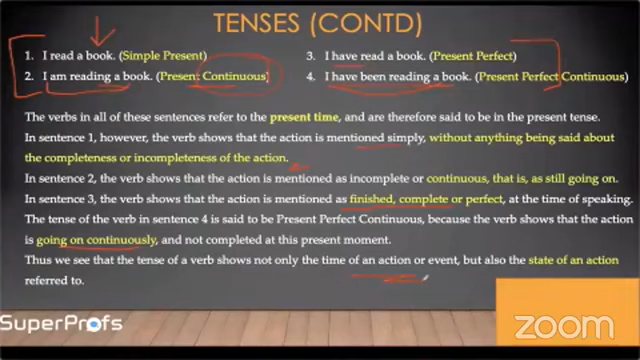 TENSES (CONTD)
1. I read a book. (Simple Present)
2. I am reading a book. (Present Continuous)
3. I have read a book. (Present Perfect)
4. I have been reading a book. (Present Perfect Continuous)
The verbs in all of these sentences refer to the present time, and are therefore said to be in the present tense.
In sentence 1, however, the verb shows that the action is mentioned simply, without anything being said about
the completeness or incompleteness of the action.
In sentence 2, the verb shows that the action is mentioned as incomplete or continuous, that is, as still going on.
In sentence 3, the verb shows that the action is mentioned as finished, complete or perfect, at the time of speaking.
The tense of the verb in sentence 4 is said to be Present Perfect Continuous, because the verb shows that the action
is going on continuously, and not completed at this present moment.
Thus we see that the tense of a verb shows not only the time of an action or event, but also the state of an action
referred to.
SuperProfs
zoom